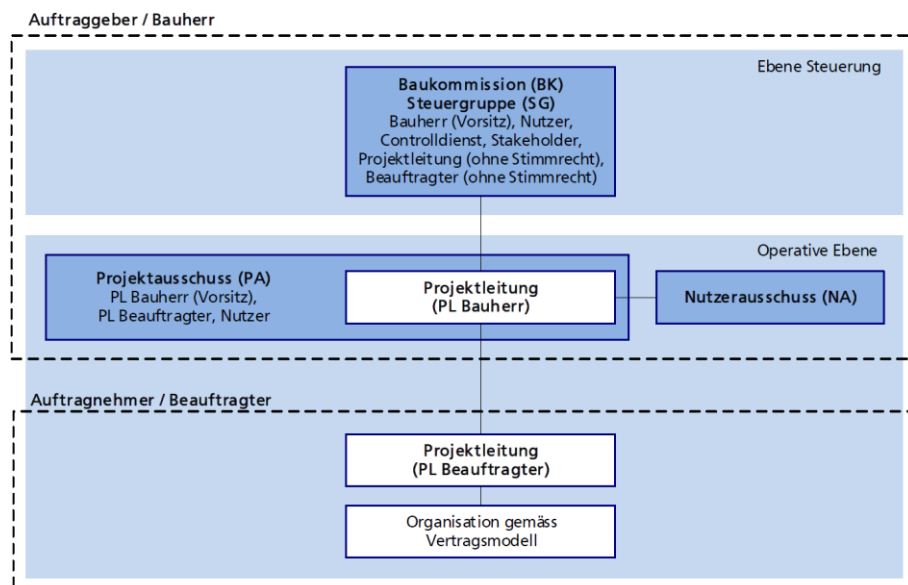 Auftraggeber / Bauherr
Ebene Steuerung
Baukommission (BK)
Steuergruppe (SG)
Bauherr (Vorsitz), Nutzer,
Controlldienst, Stakeholder,
Projektleitung (ohne Stimmrecht),
Beauftragter (ohne Stimmrecht)
Operative Ebene
Projektausschuss (PA)
PL Bauherr (Vorsitz),
PL Beauftragter, Nutzer
Projektleitung
(PL Bauherr)
Nutzerausschuss (NA)
Auftragnehmer / Beauftragter
Projektleitung
(PL Beauftragter)
Organisation gemäss
Vertragsmodell